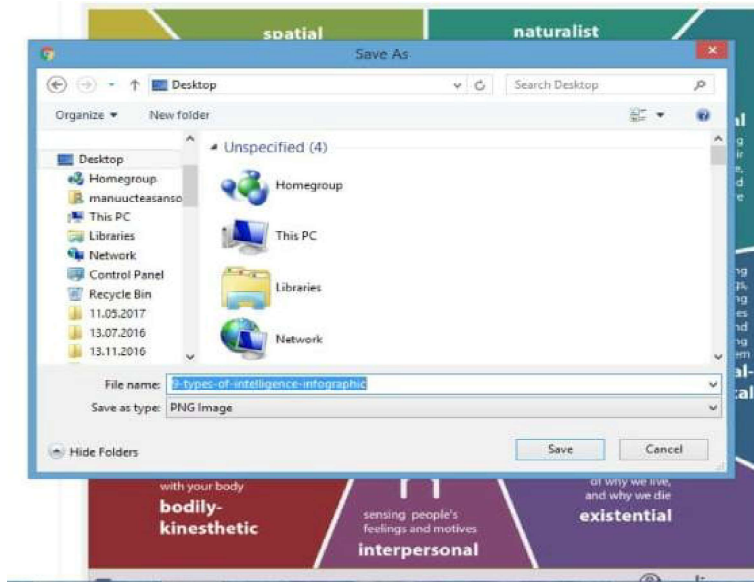 spatial
naturalist
Save As
Desktop
Search Desktop
Organize
New folder
Desktop
Homegroup
manuucteasanso
This PC
Libraries
Network
Control Panel
Recycle Bin
11.05.2017
13.07.2016
13.11.2016
Unspecified (4)
Homegroup
This PC
Libraries
Network
File name: 9-types-of-intelligence-infographic
Save as type: PNG Image
Hide Folders
Save
Cancel
with your body
bodily-
kinesthetic
sensing people's
feelings and motives
interpersonal
of why we live,
and why we die
existential